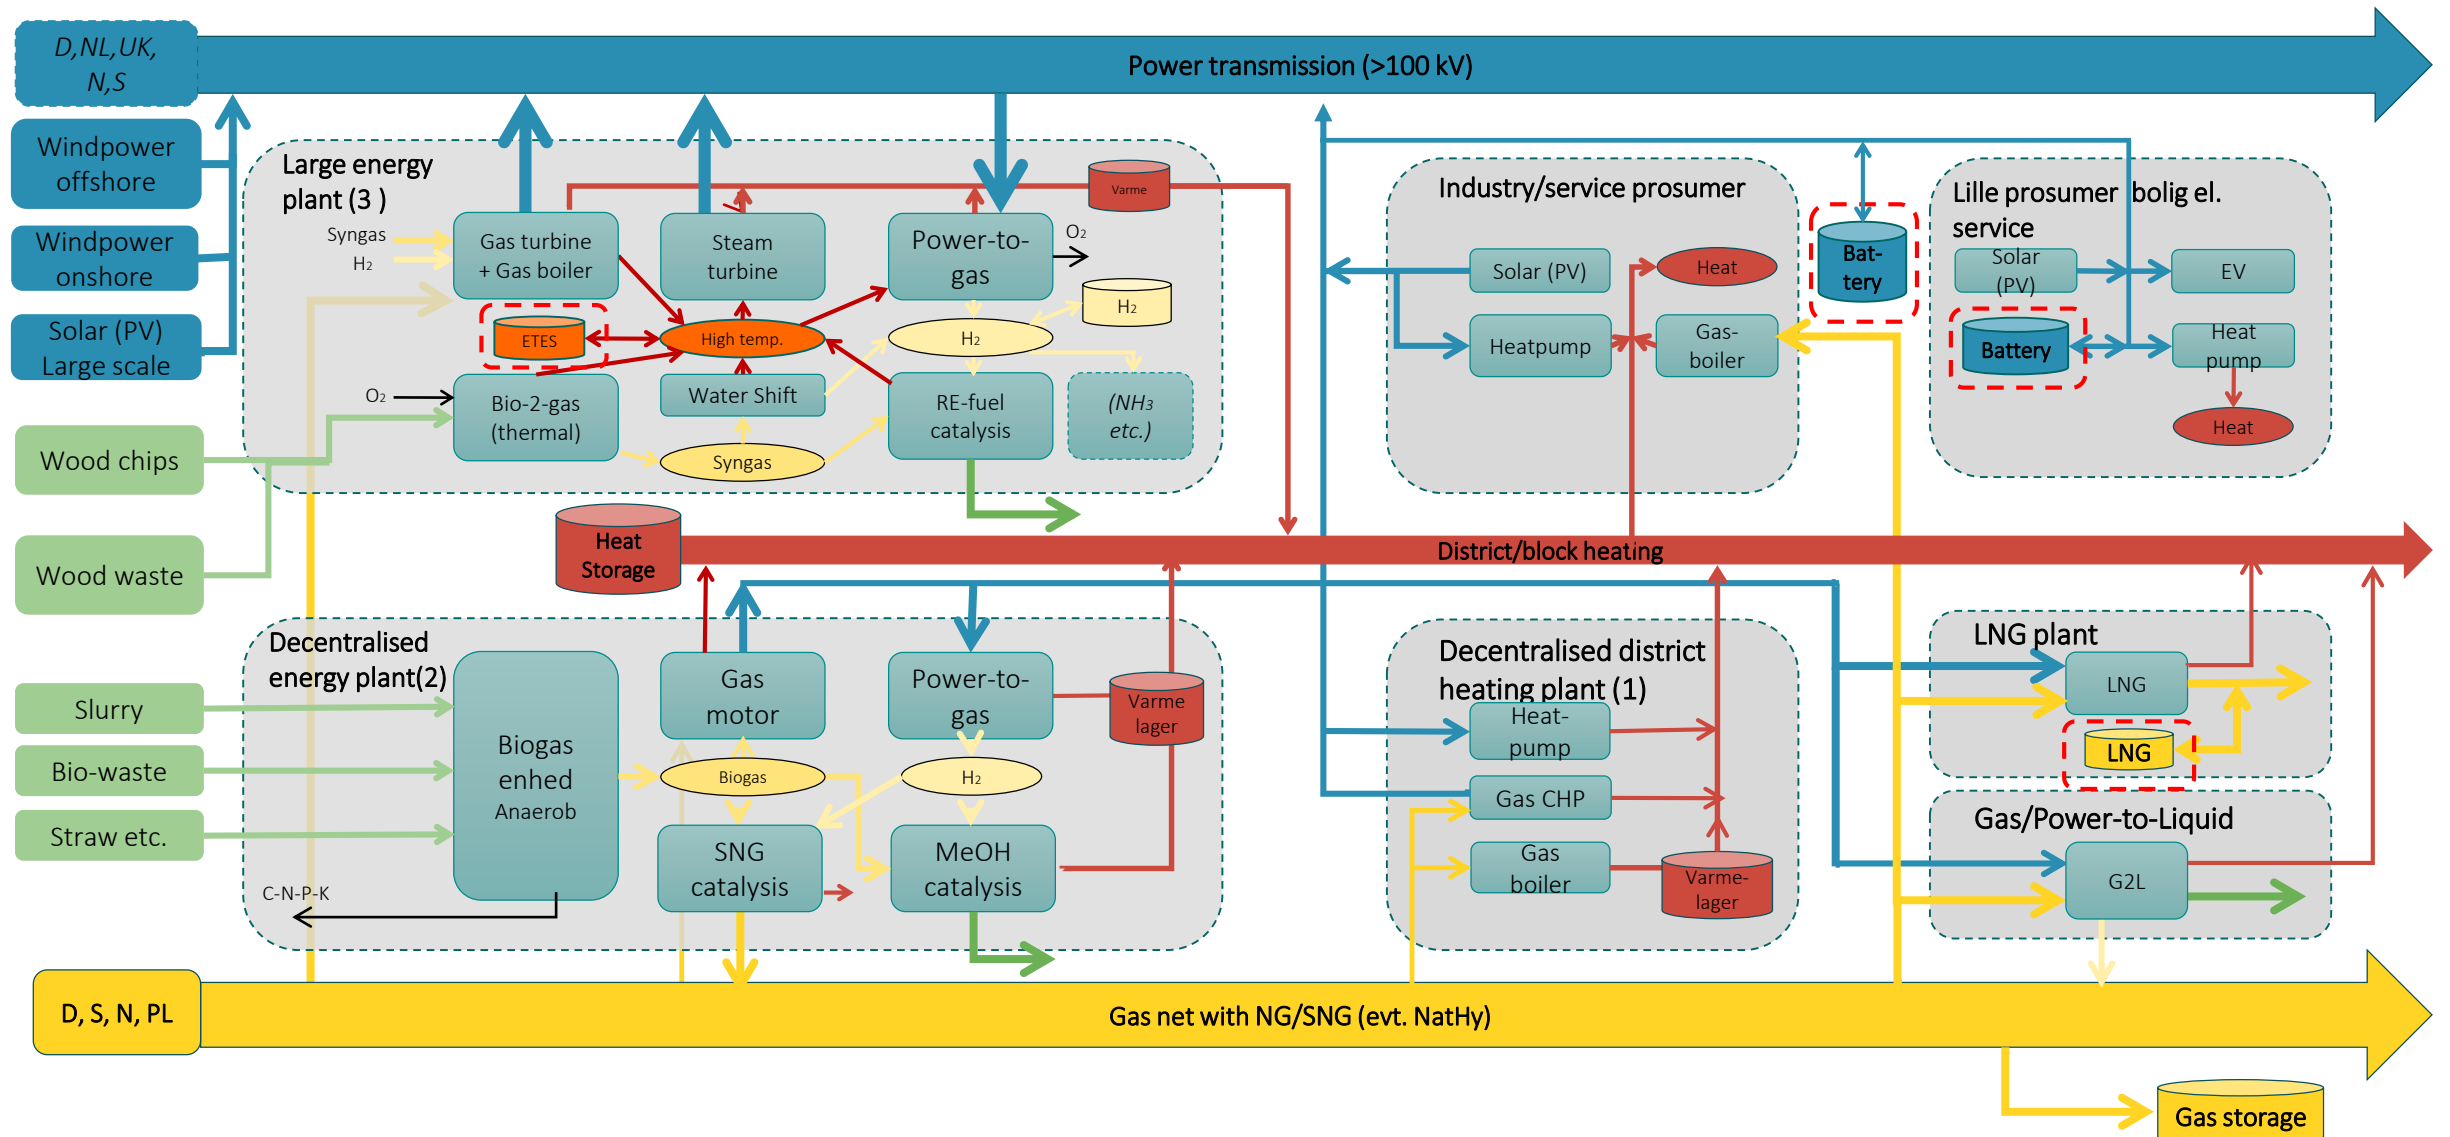 D,NL,UK,
N,S
Power transmission (>100 kV)
Windpower
offshore
Windpower
onshore
Solar (PV)
Large scale
Wood chips
Wood waste
Slurry
Bio-waste
Straw etc.
Large energy
plant (3 )
Syngas
H2
Gas turbine
+ Gas boiler
Steam
turbine
Power-to-
gas
O2
Varme
H2
ETES
High temp.
H2
O2
Bio-2-gas
(thermal)
Water Shift
Syngas
RE-fuel
catalysis
(NH3
etc.)
Industry/service prosumer
Solar (PV)
Heat
Heatpump
Gas-
boiler
Bat-
tery
Lille prosumer bolig el.
service
Solar
(PV)
EV
Battery
Heat
pump
Heat
Heat
Storage
District/block heating
Decentralised
energy plant(2)
Biogas
enhed
Anaerob
C-N-P-K
Gas
motor
Power-to-
gas
Varme
lager
Biogas
H2
SNG
catalysis
MeOH
catalysis
Decentralised district
heating plant (1)
Heat-
pump
Gas CHP
Gas
boiler
Varme-
lager
LNG plant
LNG
LNG
Gas/Power-to-Liquid
G2L
D, S, N, PL
Gas net with NG/SNG (evt. NatHy)
Gas storage